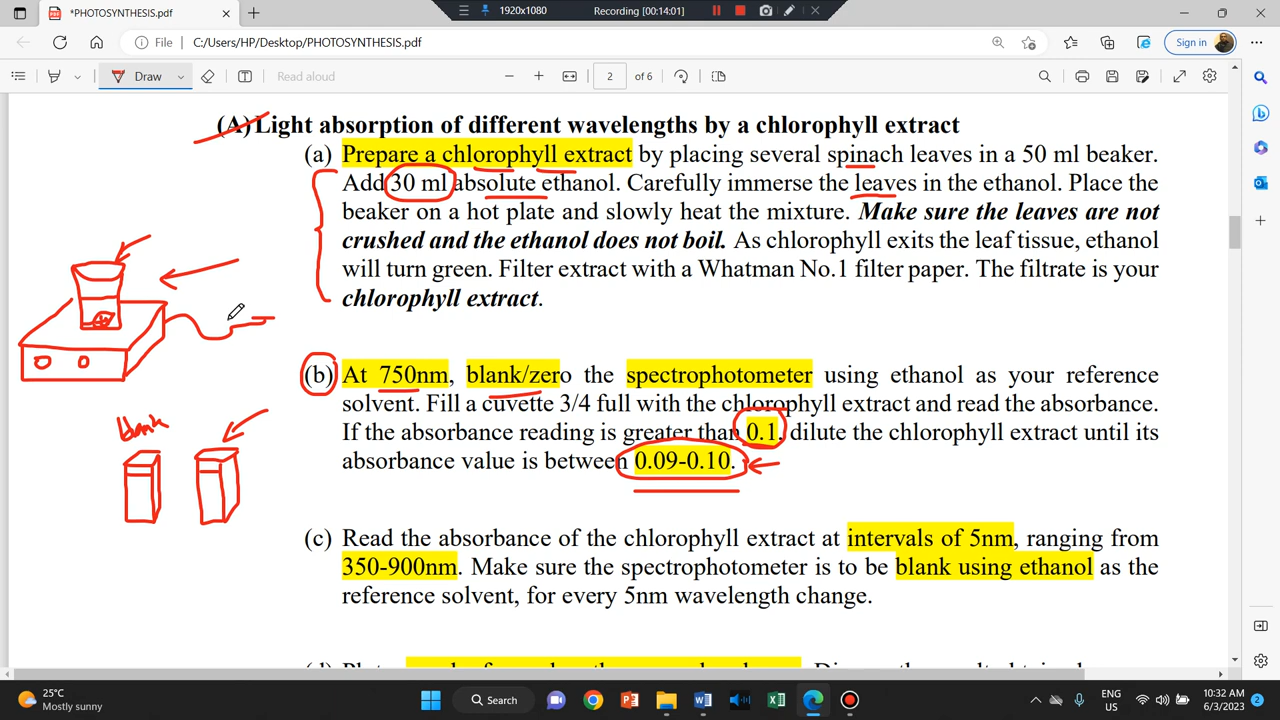 *PHOTOSYNTHESIS.pdf
1920x1080
Recording [00:14:01]
File
C:/Users/HP/Desktop/PHOTOSYNTHESIS.pdf
Sign in
Draw
Read aloud
2
of 6
(A) Light absorption of different wavelengths by a chlorophyll extract
(a) Prepare a chlorophyll extract by placing several spinach leaves in a 50 ml beaker.
Add 30 ml absolute ethanol. Carefully immerse the leaves in the ethanol. Place the
beaker on a hot plate and slowly heat the mixture. Make sure the leaves are not
crushed and the ethanol does not boil. As chlorophyll exits the leaf tissue, ethanol
will turn green. Filter extract with a Whatman No.1 filter paper. The filtrate is your
chlorophyll extract.
(b) At 750nm, blank/zero the spectrophotometer using ethanol as your reference
solvent. Fill a cuvette 3/4 full with the chlorophyll extract and read the absorbance.
If the absorbance reading is greater than 0.1, dilute the chlorophyll extract until its
absorbance value is between 0.09-0.10.
blank
(c) Read the absorbance of the chlorophyll extract at intervals of 5nm, ranging from
350-900nm. Make sure the spectrophotometer is to be blank using ethanol as the
reference solvent, for every 5nm wavelength change.
25°C
Mostly sunny
Search
ENG
US
10:32 AM
6/3/2023
2